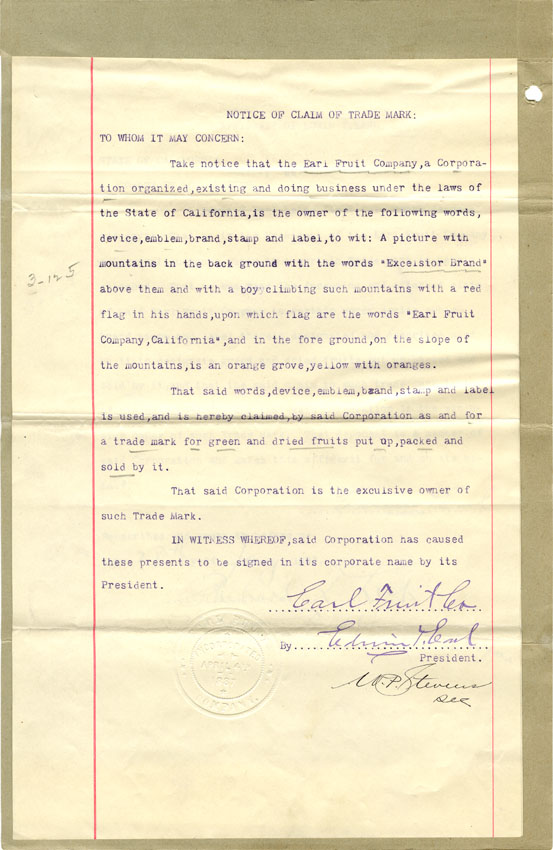 NOTICE OF CLAIM OF TRADE MARK:
TO WHOM IT MAY CONCERN:
Take notice that the Earl Fruit Company,a Corpora-
tion organized,existing and doing business under the laws of
the State of California,is the owner of the following words,
device,emblem,brand,stamp and label,to wit: A picture with
mountains in the back ground with the words "Excelsior Brand"
3-125
above them and with a boy climbing such mountains with a red
flag in his hands,upon which flag are the words "Earl Fruit
Company,California",and in the fore ground,on the slope of
the mountains,is an orange grove,yellow with oranges.
That said words,device,emblem,brand,stamp and label
is used,and is hereby claimed,by said Corporation as and for
a trade mark for green and dried fruits put up,packed and
sold by it.
That said Corporation is the exculsive owner of
such Trade Mark.
IN WITNESS WHEREOF,said Corporation has caused
these presents to be signed in its corporate name by its
President.
Earl Fruit Co
By Edwin T. Earl
President.
W.P. Stevens
Sec